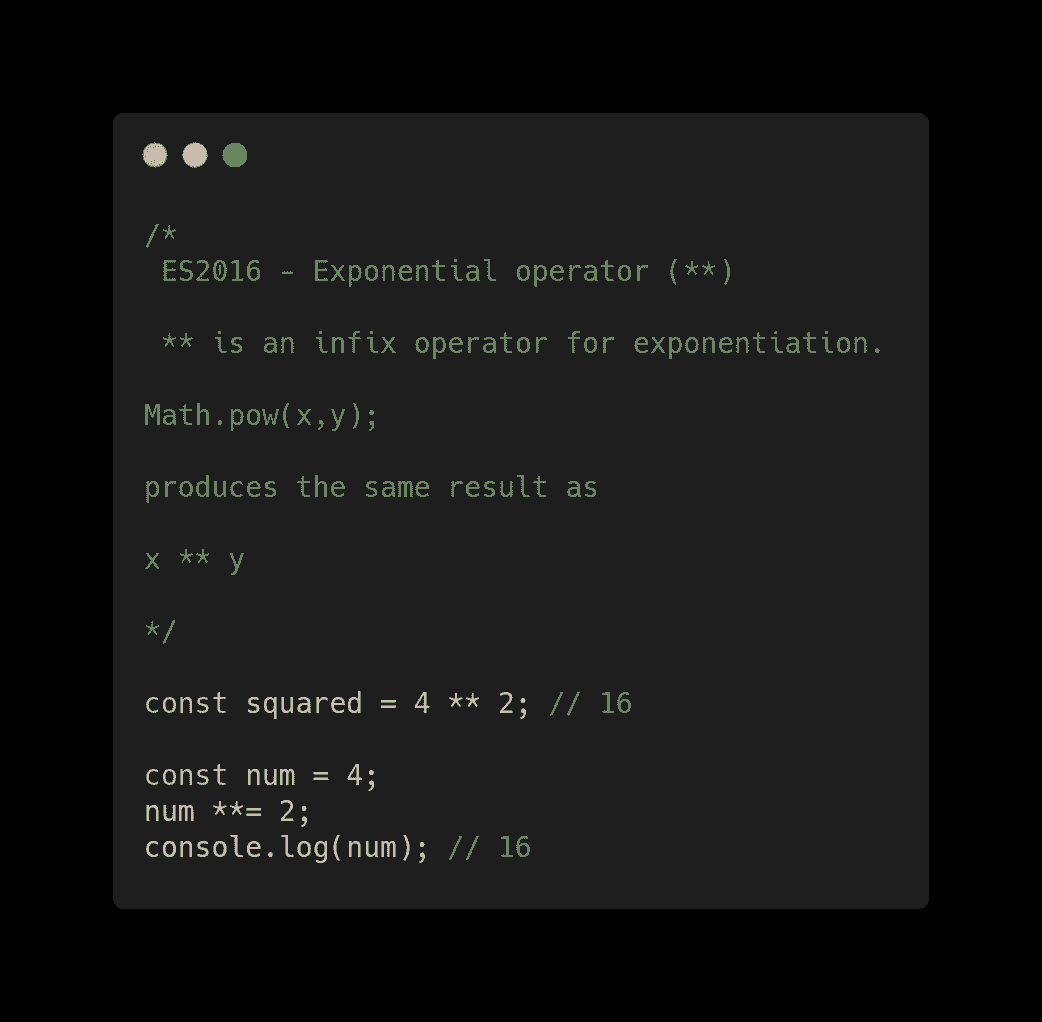 /*
 ES2016 - Exponential operator (**)
 ** is an infix operator for exponentiation.
Math.pow(x,y);
produces the same result as
x ** y
*/
const squared = 4 ** 2; // 16
const num = 4;
num **= 2;
console.log(num); // 16